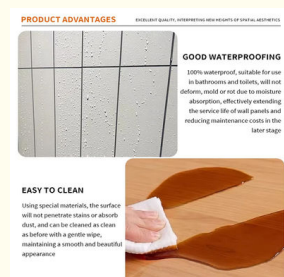 PRODUCT ADVANTAGES
EXCELLENT QUALITY, INTERPRETING NEW HEIGHTS OF SPATIAL AESTHETICS
GOOD WATERPROOFING
100% waterproof, suitable for use
in bathrooms and toilets, will not
deform, mold or rot due to moisture
absorption, effectively extending
the service life of wall panels and
reducing maintenance costs in the
later stage
EASY TO CLEAN
Using special materials, the surface
will not penetrate stains or absorb
dust, and can be cleaned as clean
as before with a gentle wipe,
maintaining a smooth and beautiful
appearance